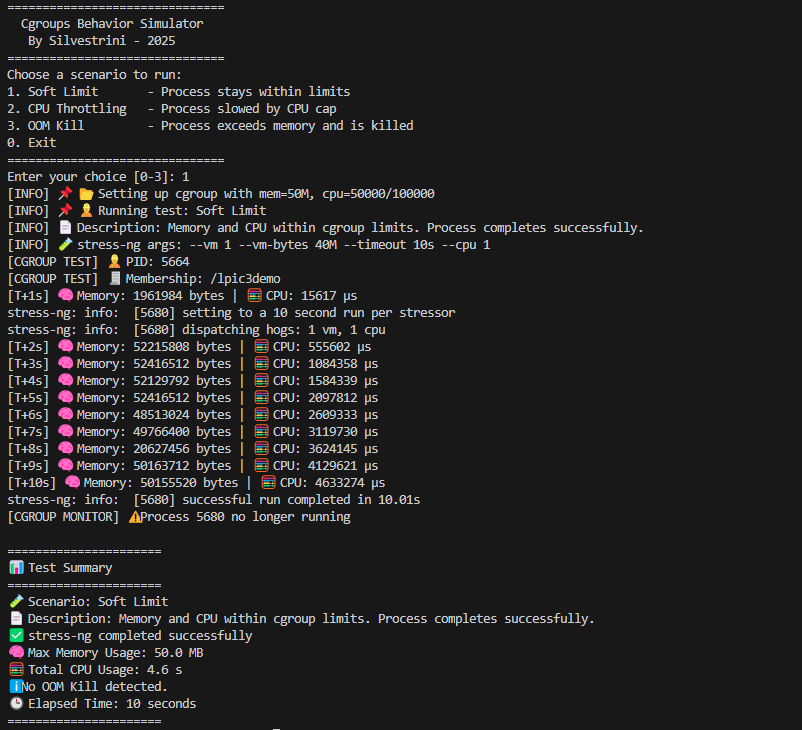 ===============================
Cgroups Behavior Simulator
By Silvestrini - 2025
===============================
Choose a scenario to run:
1. Soft Limit       - Process stays within limits
2. CPU Throttling   - Process slowed by CPU cap
3. OOM Kill         - Process exceeds memory and is killed
0. Exit
===============================
Enter your choice [0-3]: 1
[INFO] 📌 📂 Setting up cgroup with mem=50M, cpu=50000/100000
[INFO] 📌 👷 Running test: Soft Limit
[INFO] 📄 Description: Memory and CPU within cgroup limits. Process completes successfully.
[INFO] 🧪 stress-ng args: --vm 1 --vm-bytes 40M --timeout 10s --cpu 1
[CGROUP TEST] 👷 PID: 5664
[CGROUP TEST] 🧾 Membership: /lpic3demo
[T+1s] 🧠 Memory: 1961984 bytes | 🧮 CPU: 15617 µs
stress-ng: info:  [5680] setting to a 10 second run per stressor
stress-ng: info:  [5680] dispatching hogs: 1 vm, 1 cpu
[T+2s] 🧠 Memory: 52215808 bytes | 🧮 CPU: 555602 µs
[T+3s] 🧠 Memory: 52416512 bytes | 🧮 CPU: 1084358 µs
[T+4s] 🧠 Memory: 52129792 bytes | 🧮 CPU: 1584339 µs
[T+5s] 🧠 Memory: 52416512 bytes | 🧮 CPU: 2097812 µs
[T+6s] 🧠 Memory: 48513024 bytes | 🧮 CPU: 2609333 µs
[T+7s] 🧠 Memory: 49766400 bytes | 🧮 CPU: 3119730 µs
[T+8s] 🧠 Memory: 20627456 bytes | 🧮 CPU: 3624145 µs
[T+9s] 🧠 Memory: 50163712 bytes | 🧮 CPU: 4129621 µs
[T+10s] 🧠 Memory: 50155520 bytes | 🧮 CPU: 4633274 µs
stress-ng: info:  [5680] successful run completed in 10.01s
[CGROUP MONITOR] ⚠️Process 5680 no longer running
======================
📊 Test Summary
======================
🧪 Scenario: Soft Limit
📄 Description: Memory and CPU within cgroup limits. Process completes successfully.
✅ stress-ng completed successfully
🧠 Max Memory Usage: 50.0 MB
🧮 Total CPU Usage: 4.6 s
ℹ️No OOM Kill detected.
🕒 Elapsed Time: 10 seconds
======================